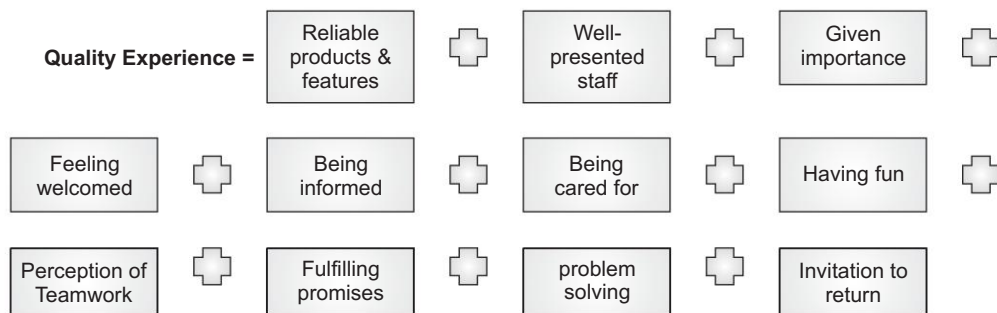 Quality Experience =
Reliable
products &
features
Well-
presented
staff
Given
importance
Feeling
welcomed
Being
informed
Being
cared for
Having fun
Perception of
Teamwork
Fulfilling
promises
problem
solving
Invitation to
return